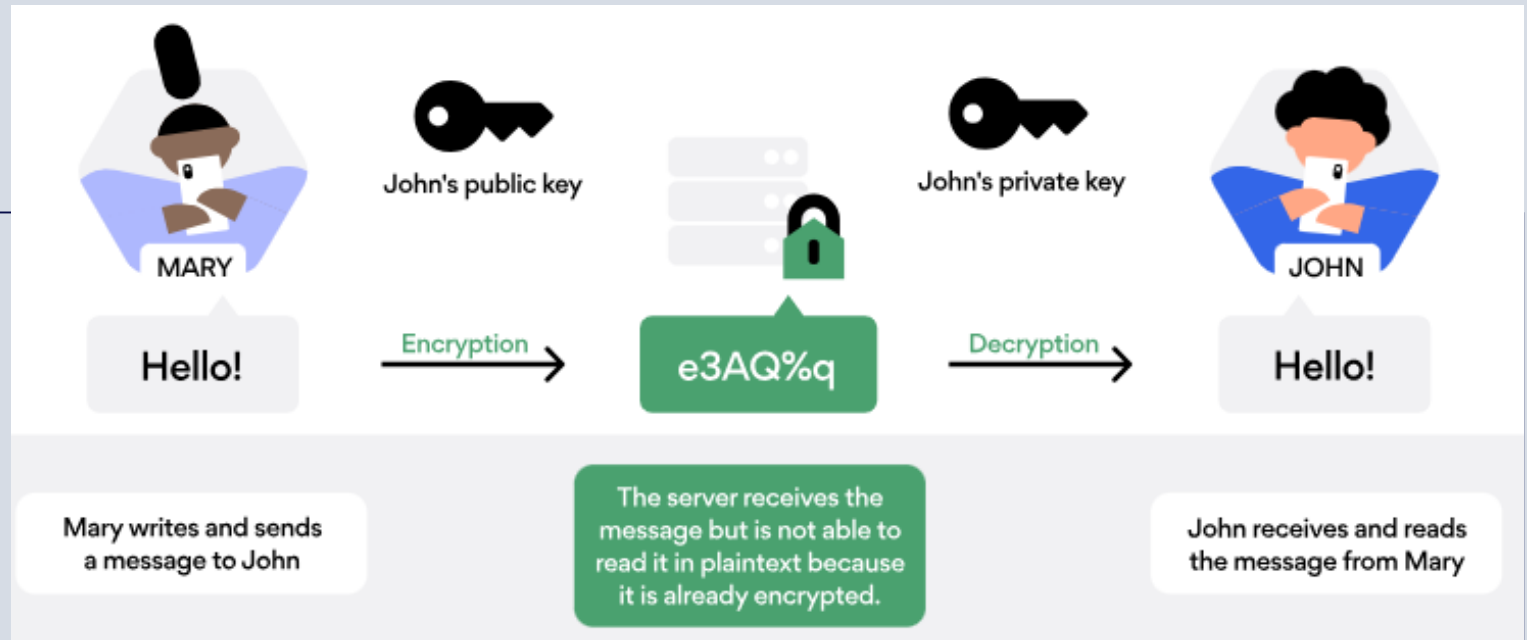 John's public key
John's private key
MARY
JOHN
Hello!
Encryption
e3AQ%q
Decryption
Hello!
Mary writes and sends
a message to John
The server receives the
message but is not able to
read it in plaintext because
it is already encrypted.
John receives and reads
the message from Mary